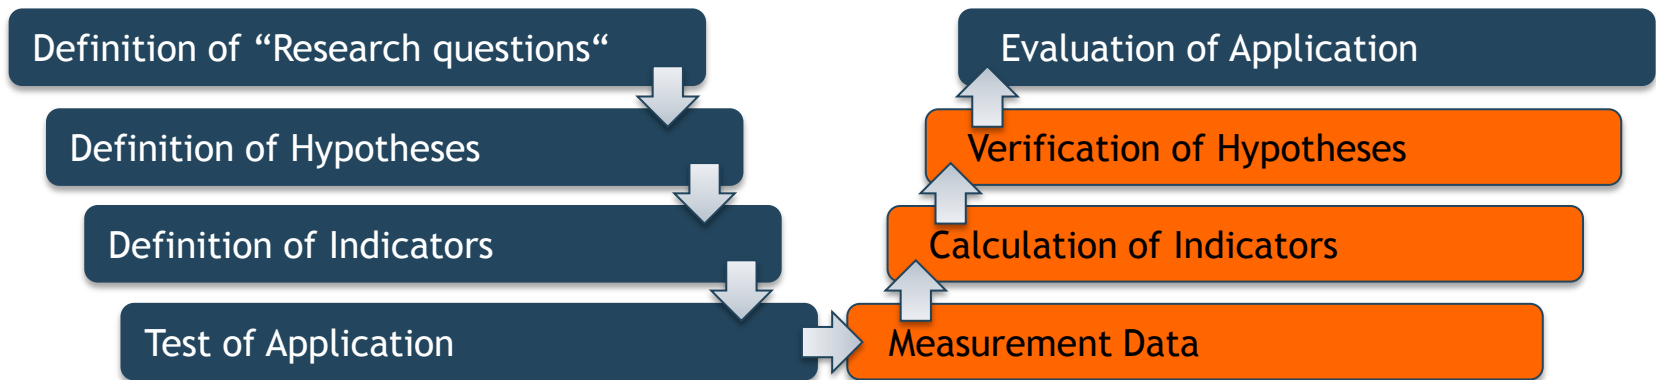 Definition of “Research questions“
Definition of Hypotheses
Definition of Indicators
Test of Application
Measurement Data
Calculation of Indicators
Verification of Hypotheses
Evaluation of Application